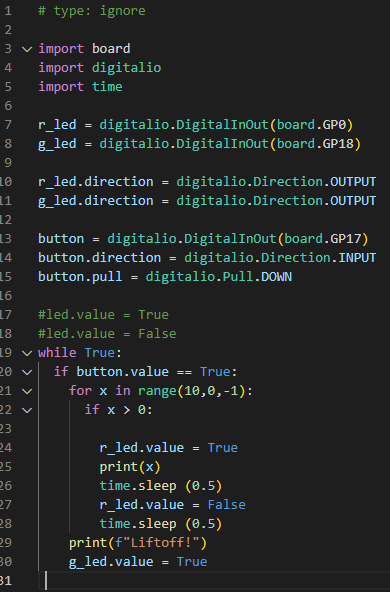 1 # type: ignore
2
3 import board
4 import digitalio
5 import time
6
7 r_led = digitalio.DigitalInOut(board.GP0)
8 g_led = digitalio.DigitalInOut(board.GP18)
9
10 r_led.direction = digitalio.Direction.OUTPUT
11 g_led.direction = digitalio.Direction.OUTPUT
12
13 button = digitalio.DigitalInOut(board.GP17)
14 button.direction = digitalio.Direction.INPUT
15 button.pull = digitalio.Pull.DOWN
16
17 #led.value = True
18 #led.value = False
19 while True:
20   if button.value == True:
21     for x in range(10,0,-1):
22       if x > 0:
23
24         r_led.value = True
25         print(x)
26         time.sleep (0.5)
27         r_led.value = False
28         time.sleep (0.5)
29     print(f"Liftoff!")
30     g_led.value = True
31